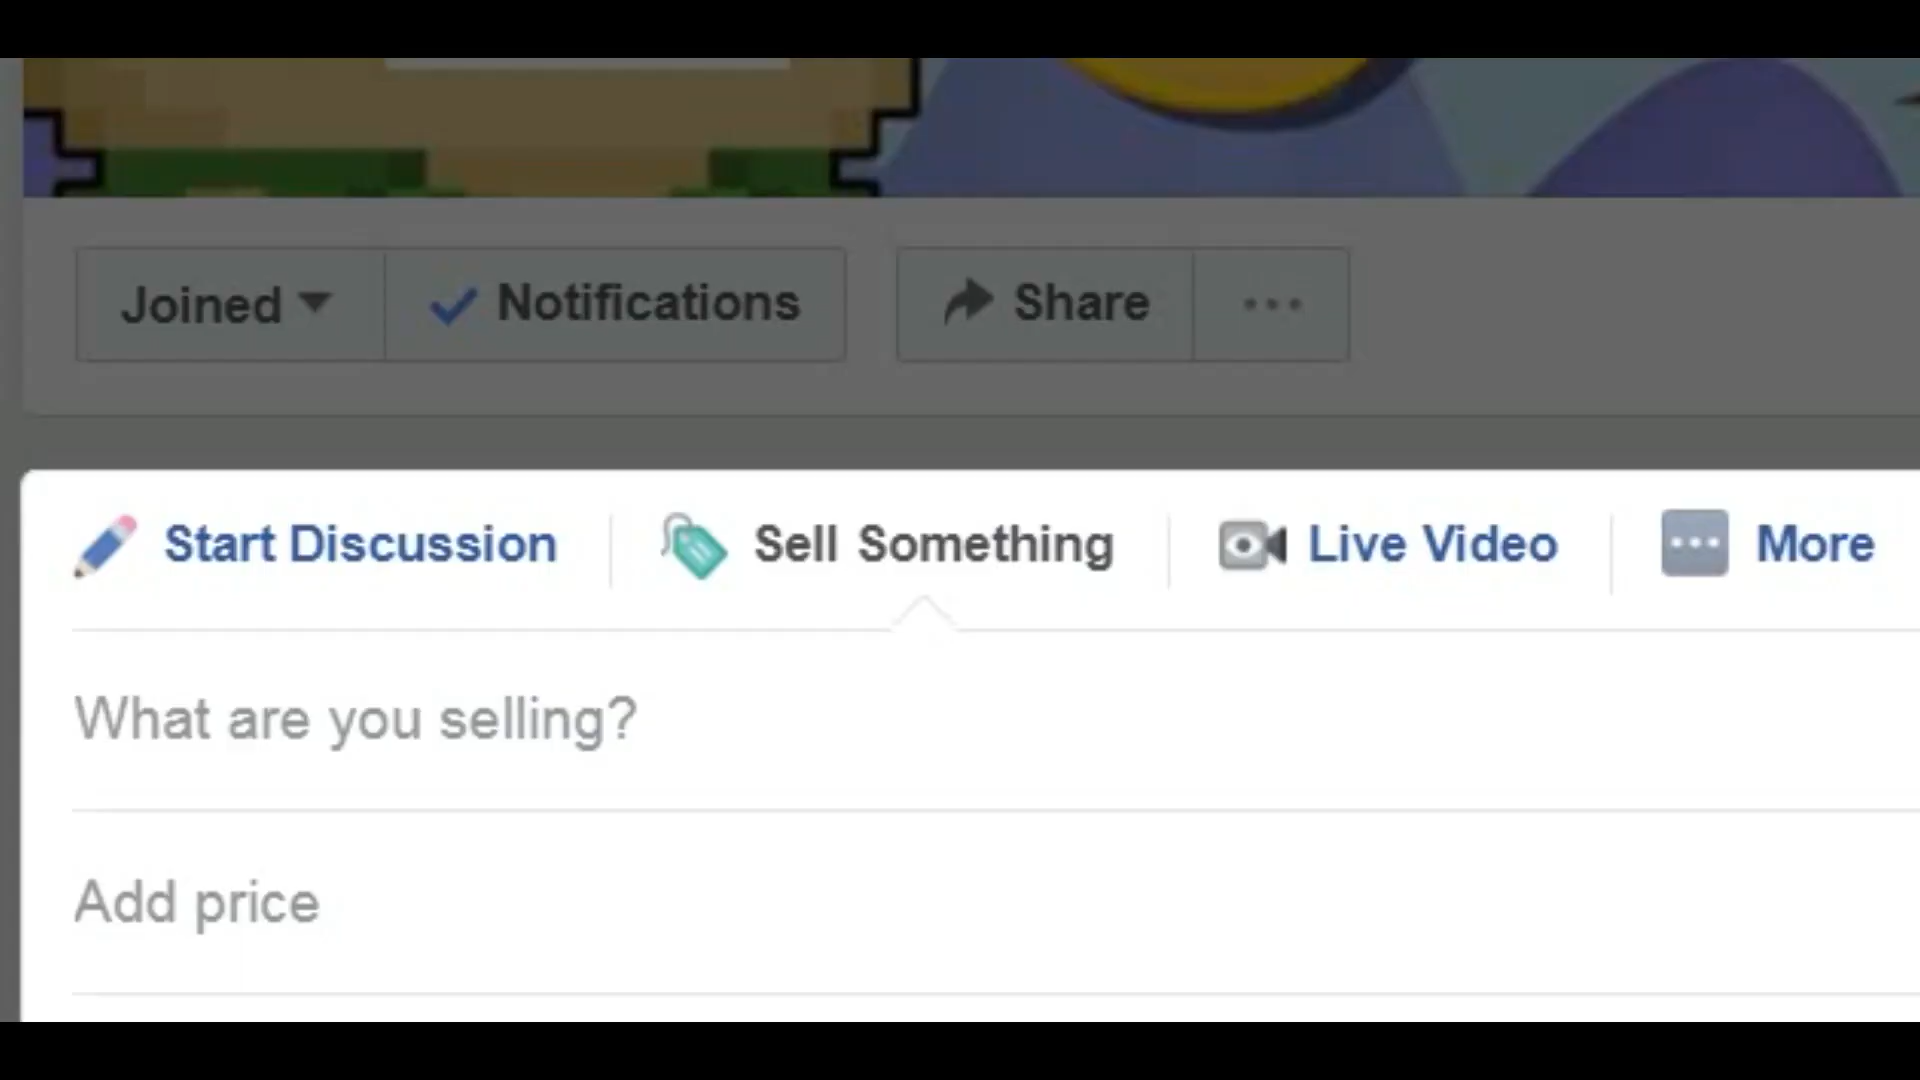 Joined Notifications Share
Start Discussion Sell Something Live Video More
What are you selling?
Add price